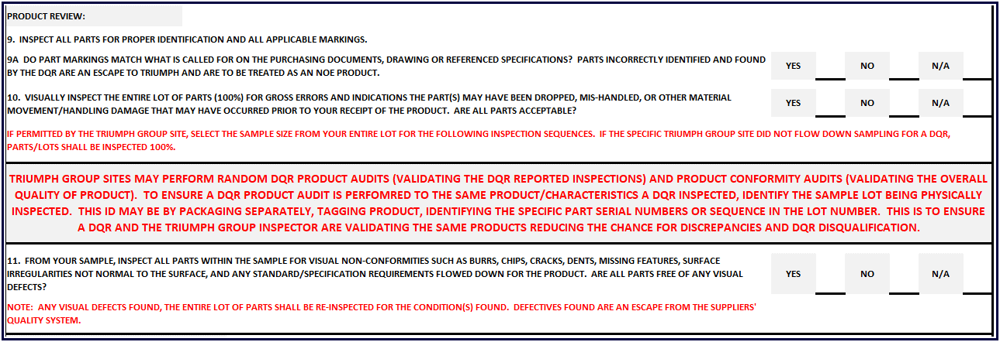 PRODUCT REVIEW:
9.  INSPECT ALL PARTS FOR PROPER IDENTIFICATION AND ALL APPLICABLE MARKINGS.
9A  DO PART MARKINGS MATCH WHAT IS CALLED FOR ON THE PURCHASING DOCUMENTS, DRAWING OR REFERENCED SPECIFICATIONS?  PARTS INCORRECTLY IDENTIFIED AND FOUND
BY THE DQR ARE AN ESCAPE TO TRIUMPH AND ARE TO BE TREATED AS AN NOE PRODUCT.
YES NO N/A
10.  VISUALLY INSPECT THE ENTIRE LOT OF PARTS (100%) FOR GROSS ERRORS AND INDICATIONS THE PART(S) MAY HAVE BEEN DROPPED, MIS-HANDLED, OR OTHER MATERIAL
MOVEMENT/HANDLING DAMAGE THAT MAY HAVE OCCURRED PRIOR TO YOUR RECEIPT OF THE PRODUCT.  ARE ALL PARTS ACCEPTABLE?
YES NO N/A
IF PERMITTED BY THE TRIUMPH GROUP SITE, SELECT THE SAMPLE SIZE FROM YOUR ENTIRE LOT FOR THE FOLLOWING INSPECTION SEQUENCES.  IF THE SPECIFIC TRIUMPH GROUP SITE DID NOT FLOW DOWN SAMPLING FOR A DQR,
PARTS/LOTS SHALL BE INSPECTED 100%.
TRIUMPH GROUP SITES MAY PERFORM RANDOM DQR PRODUCT AUDITS (VALIDATING THE DQR REPORTED INSPECTIONS) AND PRODUCT CONFORMITY AUDITS (VALIDATING THE OVERALL
QUALITY OF PRODUCT).  TO ENSURE A DQR PRODUCT AUDIT IS PERFOMRED TO THE SAME PRODUCT/CHARACTERISTICS A DQR INSPECTED, IDENTIFY THE SAMPLE LOT BEING PHYSICALLY
INSPECTED.  THIS ID MAY BE BY PACKAGING SEPARATELY, TAGGING PRODUCT, IDENTIFYING THE SPECIFIC PART SERIAL NUMBERS OR SEQUENCE IN THE LOT NUMBER.  THIS IS TO ENSURE
A DQR AND THE TRIUMPH GROUP INSPECTOR ARE VALIDATING THE SAME PRODUCTS REDUCING THE CHANCE FOR DISCREPANCIES AND DQR DISQUALIFICATION.
11.  FROM YOUR SAMPLE, INSPECT ALL PARTS WITHIN THE SAMPLE FOR VISUAL NON-CONFORMITIES SUCH AS BURRS, CHIPS, CRACKS, DENTS, MISSING FEATURES, SURFACE
IRREGULARITIES NOT NORMAL TO THE SURFACE, AND ANY STANDARD/SPECIFICATION REQUIREMENTS FLOWED DOWN FOR THE PRODUCT.  ARE ALL PARTS FREE OF ANY VISUAL
DEFECTS?
YES NO N/A
NOTE:  ANY VISUAL DEFECTS FOUND, THE ENTIRE LOT OF PARTS SHALL BE RE-INSPECTED FOR THE CONDITION(S) FOUND.  DEFECTIVES FOUND ARE AN ESCAPE FROM THE SUPPLIERS'
QUALITY SYSTEM.